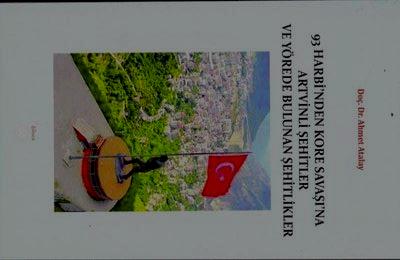 Doç. Dr. Ahmet Atalay
93 HARBİ'NDEN KORE SAVAŞI'NA
ARTVİNLİ ŞEHİTLER
VE YÖREDE BULUNAN ŞEHİTLİKLER